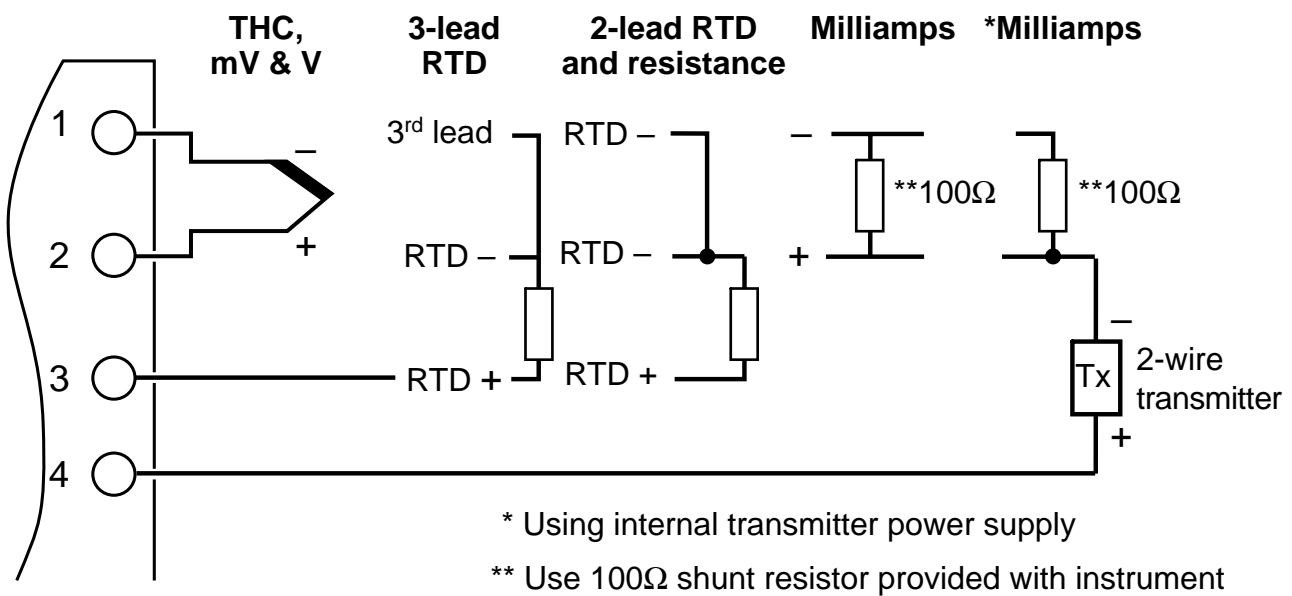 THC,
mV & V
3-lead
RTD
2-lead RTD
and resistance
Milliamps
*Milliamps
1
3rd lead
RTD –
–
–
**100Ω
**100Ω
2
+
RTD –
RTD –
+
–
3
RTD +
RTD +
Tx
2-wire
transmitter
+
4
* Using internal transmitter power supply
** Use 100Ω shunt resistor provided with instrument